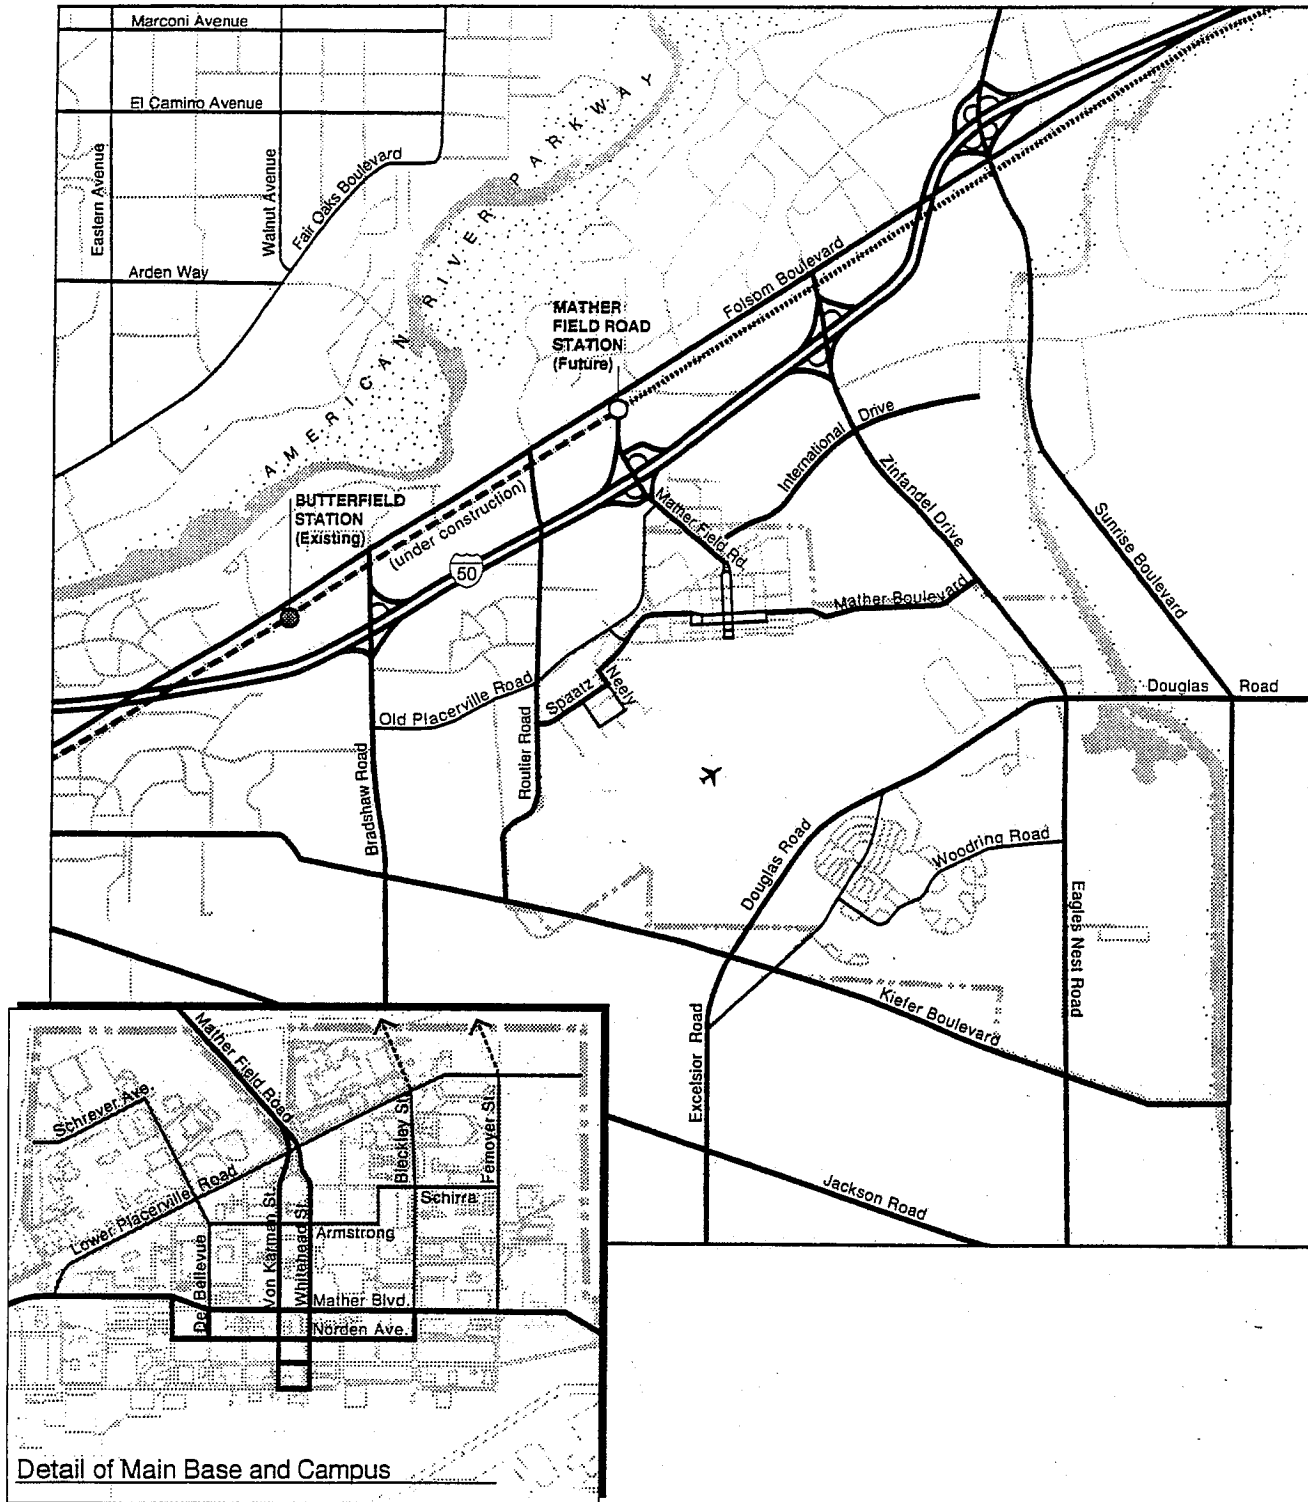 Marconi Avenue
El Camino Avenue
Eastern Avenue
Walnut Avenue
Fair Oaks Boulevard
Arden Way
AMERICAN RIVER PARKWAY
MATHER
FIELD ROAD
STATION
(Future)
Folsom Boulevard
BUTTERFIELD
STATION
(Existing)
(under construction)
50
Mather Field Rd.
International Drive
Zinfandel Drive
Sunrise Boulevard
Mather Boulevard
Old Placerville Road
Spaatz
Neely
Routier Road
Bradshaw Road
Douglas Road
Douglas Road
Woodring Road
Eagles Nest Road
Kiefer Boulevard
Excelsior Road
Jackson Road
Mather Field Road
Schrever Ave.
Lower Placerville Road
Bleckley St.
Femoyer St.
Schirra
Armstrong
Von Karman St.
Whitehead St.
De Bellevue
Mather Blvd.
Norden Ave.
Detail of Main Base and Campus